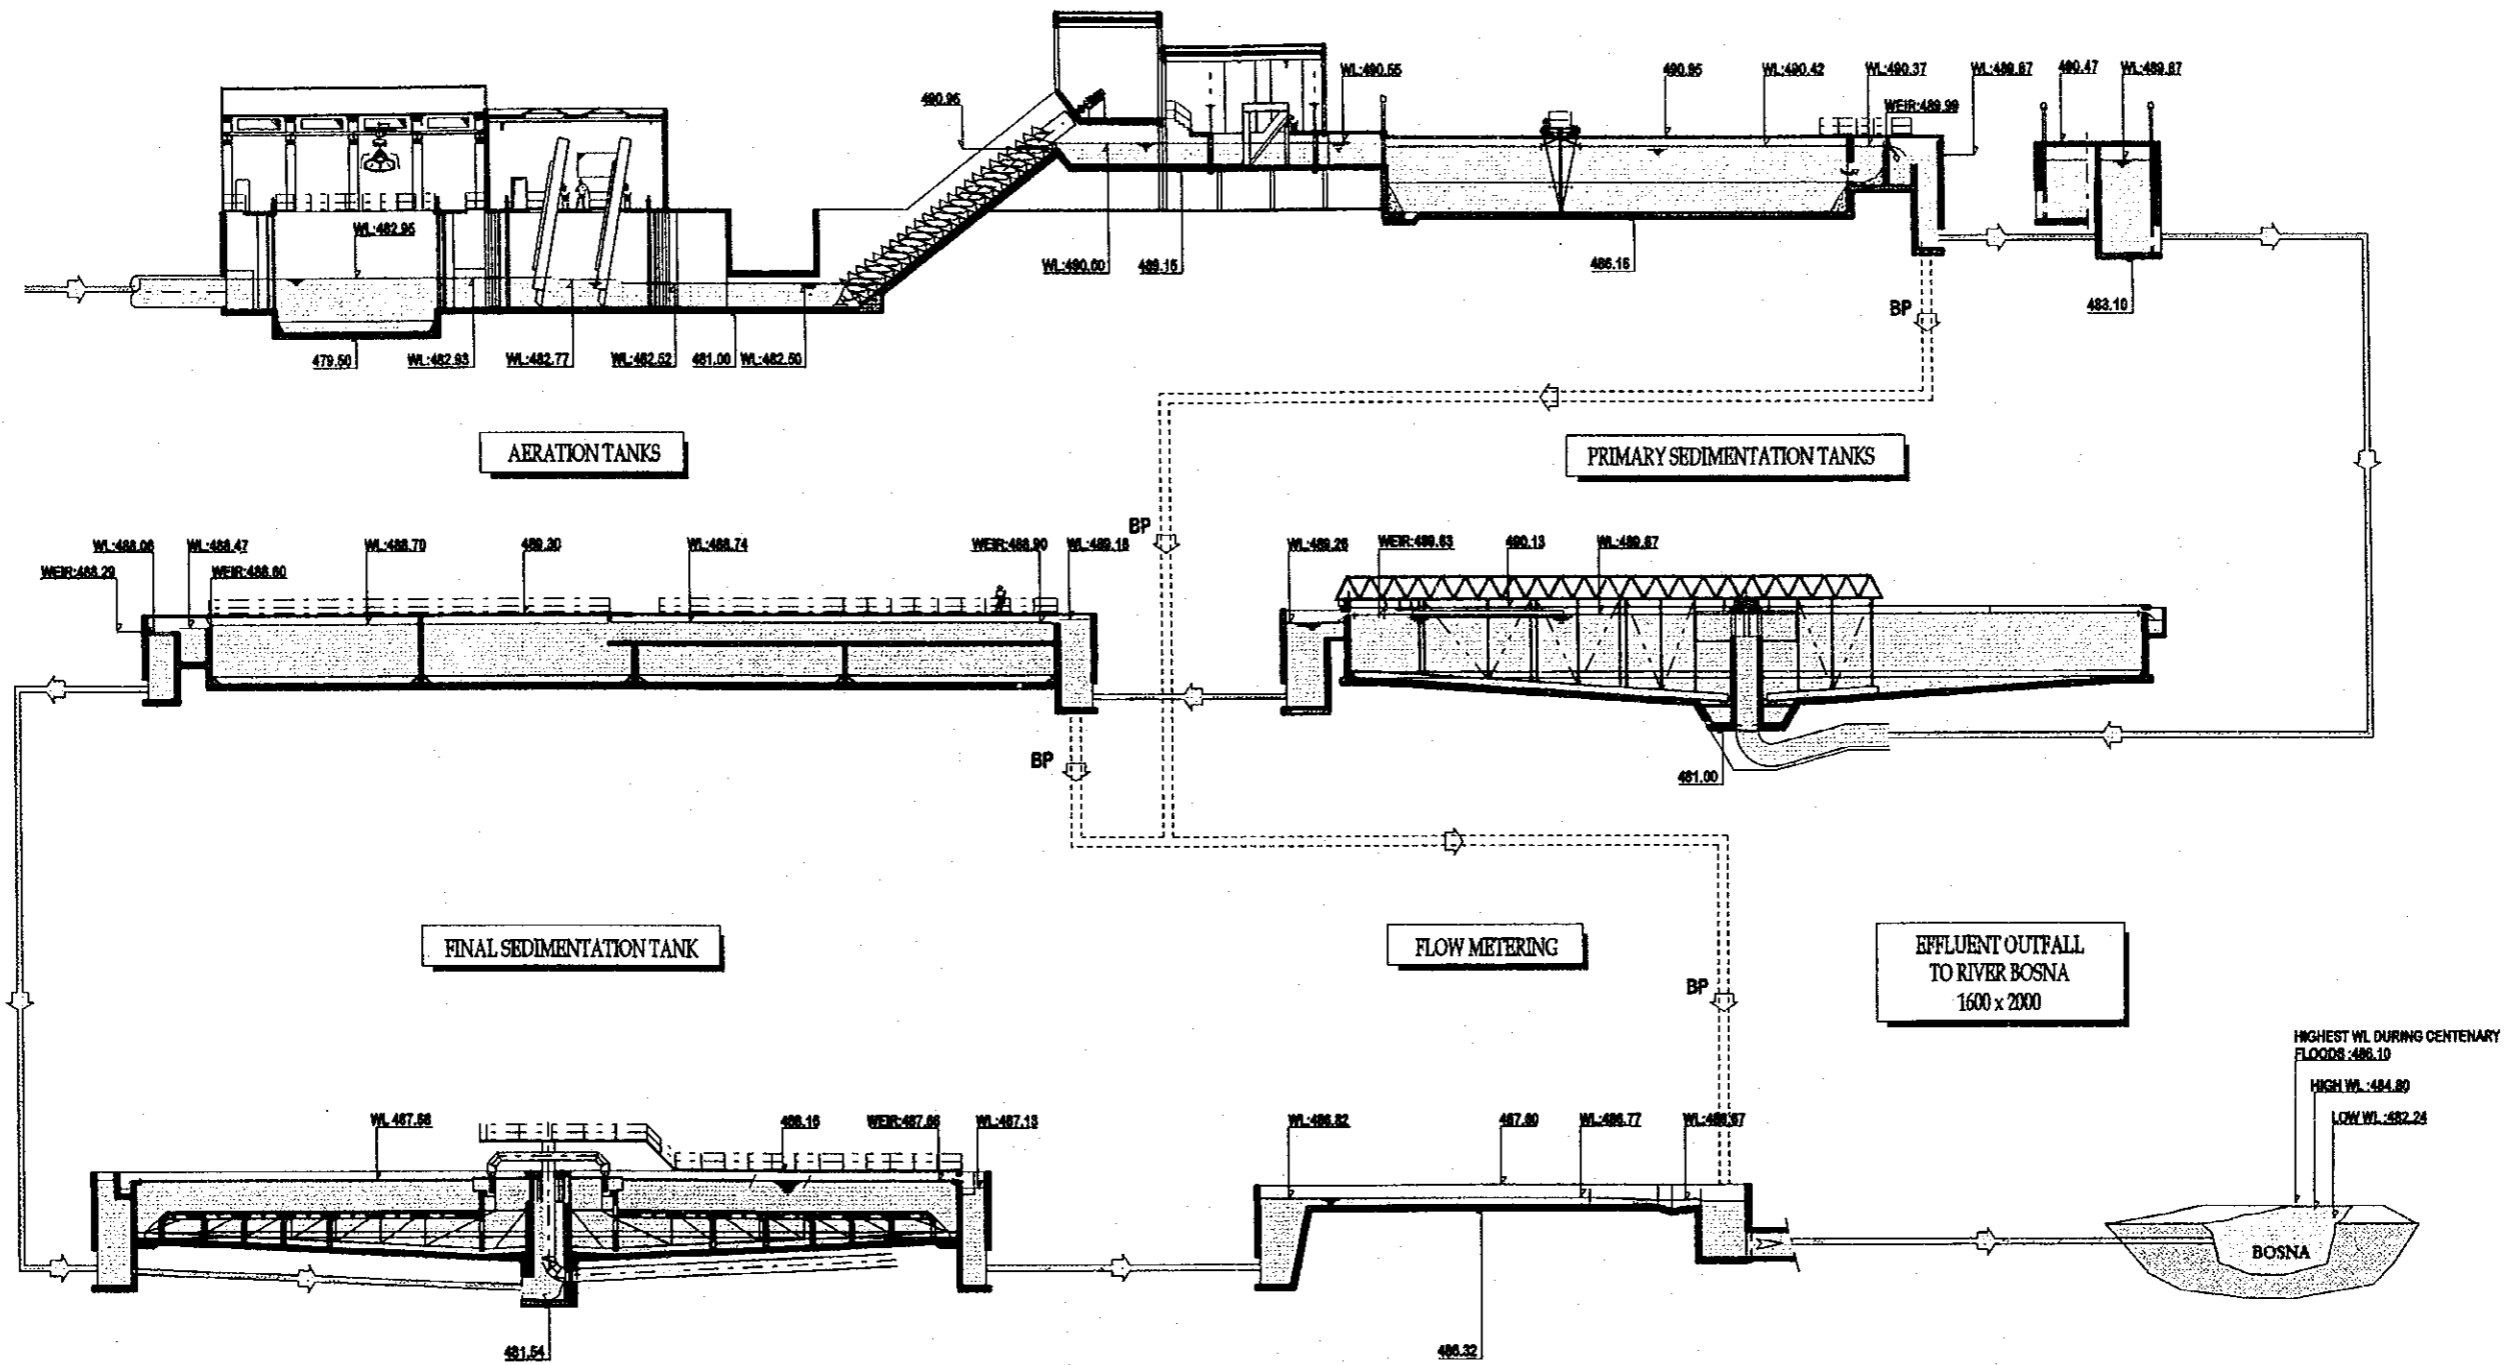 WL:490.55
490.95
WL:490.42
WL:490.37
WL:489.87
490.47
WL:489.87
490.95
WEIR:489.99
WL:482.95
WL:490.60
489.15
486.16
483.10
BP
479.50
WL:482.93
WL:482.77
WL:482.52
481.00
WL:482.50
AERATION TANKS
PRIMARY SEDIMENTATION TANKS
BP
WL:488.06
WL:488.47
WL:488.70
489.30
WL:488.74
WEIR:488.90
WL:489.18
WL:489.26
WEIR:489.63
490.13
WL:489.67
WEIR:488.29
WEIR:488.60
BP
481.00
FINAL SEDIMENTATION TANK
FLOW METERING
EFFLUENT OUTFALL
TO RIVER BOSNA
1600 x 2000
BP
HIGHEST WL DURING CENTENARY
FLOODS :486.10
HIGH WL :484.80
LOW WL :482.24
488.16
WL:487.13
WL:486.82
487.60
WL:486.77
BOSNA
481.54
486.32